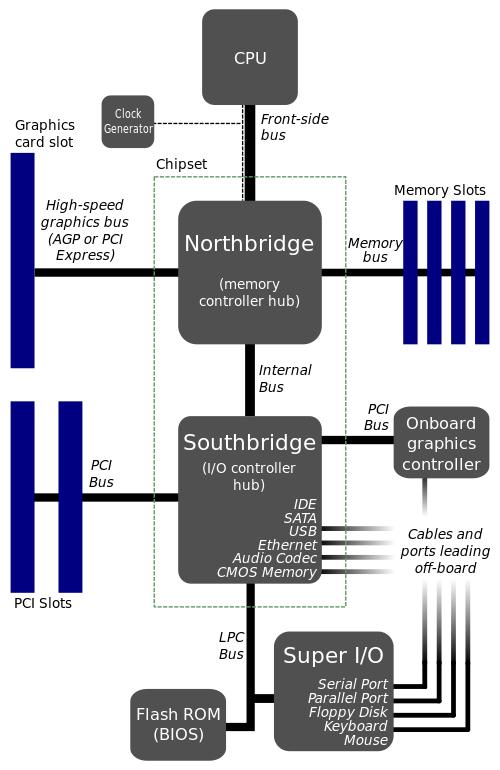 CPU
Clock
Generator
Front-side
bus
Graphics
card slot
Chipset
High-speed
graphics bus
(AGP or PCI
Express)
Northbridge
(memory
controller hub)
Memory
bus
Memory Slots
Internal
Bus
Southbridge
(I/O controller
hub)
IDE
SATA
USB
Ethernet
Audio Codec
CMOS Memory
PCI
Bus
PCI Slots
PCI
Bus
Onboard
graphics
controller
Cables and
ports leading
off-board
LPC
Bus
Super I/O
Serial Port
Parallel Port
Floppy Disk
Keyboard
Mouse
Flash ROM
(BIOS)